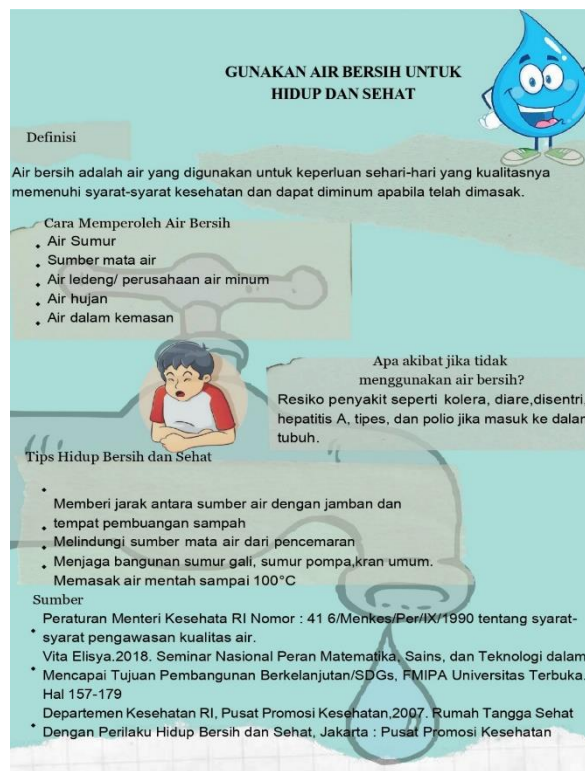 GUNAKAN AIR BERSIH UNTUK
HIDUP DAN SEHAT
Definisi
Air bersih adalah air yang digunakan untuk keperluan sehari-hari yang kualitasnya
memenuhi syarat-syarat kesehatan dan dapat diminum apabila telah dimasak.
Cara Memperoleh Air Bersih
• Air Sumur
• Sumber mata air
• Air ledeng/ perusahaan air minum
• Air hujan
• Air dalam kemasan
Apa akibat jika tidak
menggunakan air bersih?
Resiko penyakit seperti kolera, diare,disentri,
hepatitis A, tipes, dan polio jika masuk ke dalam
tubuh.
Tips Hidup Bersih dan Sehat
•
Memberi jarak antara sumber air dengan jamban dan
• tempat pembuangan sampah
• Melindungi sumber mata air dari pencemaran
• Menjaga bangunan sumur gali, sumur pompa,kran umum.
Memasak air mentah sampai 100°C
Sumber
Peraturan Menteri Kesehata RI Nomor : 41 6/Menkes/Per/IX/1990 tentang syarat-
• syarat pengawasan kualitas air.
Vita Elisya.2018. Seminar Nasional Peran Matematika, Sains, dan Teknologi dalam
• Mencapai Tujuan Pembangunan Berkelanjutan/SDGs, FMIPA Universitas Terbuka.
Hal 157-179
Departemen Kesehatan RI, Pusat Promosi Kesehatan,2007. Rumah Tangga Sehat
• Dengan Perilaku Hidup Bersih dan Sehat, Jakarta : Pusat Promosi Kesehatan